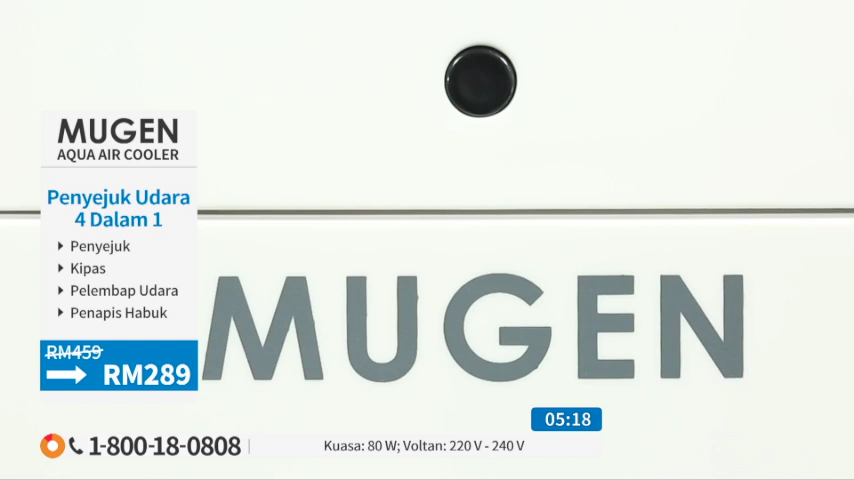 MUGEN
AQUA AIR COOLER
Penyejuk Udara
4 Dalam 1
Penyejuk
Kipas
Pelembap Udara
Penapis Habuk
RM459
RM289
MUGEN
05:18
1-800-18-0808
Kuasa: 80 W; Voltan: 220 V - 240 V